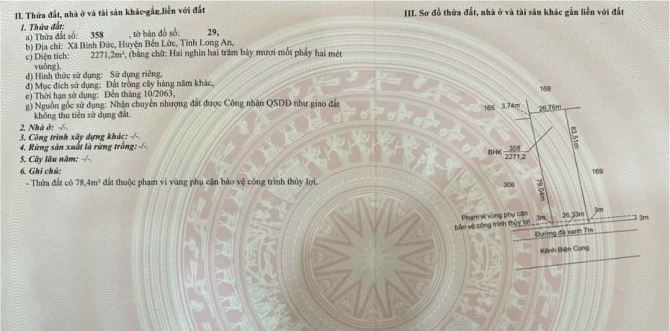 II. Thửa đất, nhà ở và tài sản khác gắn liền với đất
1. Thửa đất:
a) Thửa đất số: 358 , tờ bản đồ số: 29,
b) Địa chỉ: Xã Bình Đức, Huyện Bến Lức, Tỉnh Long An,
c) Diện tích: 2271,2m², (bằng chữ: Hai nghìn hai trăm bảy mươi mốt phẩy hai mét
vuông),
d) Hình thức sử dụng: Sử dụng riêng,
đ) Mục đích sử dụng: Đất trồng cây hàng năm khác,
e) Thời hạn sử dụng: Đến tháng 10/2063,
g) Nguồn gốc sử dụng: Nhận chuyển nhượng đất được Công nhận QSDĐ như giao đất
không thu tiền sử dụng đất.
2. Nhà ở: -/-.
3. Công trình xây dựng khác: -/-.
4. Rừng sản xuất là rừng trồng: -/-.
5. Cây lâu năm: -/-.
6. Ghi chú:
- Thửa đất có 78,4m² đất thuộc phạm vi vùng phụ cận bảo vệ công trình thủy lợi.
III. Sơ đồ thửa đất, nhà ở và tài sản khác gắn liền với đất
168
165 3,74m 26,76m
83,51m
BHK 358
2271,2
169
306 79,04m
Phạm vi vùng phụ cận
bảo vệ công trình thủy lợi 3m 26,33m 3m 3m
Đường đá xanh 7m
Kênh Biện Cung